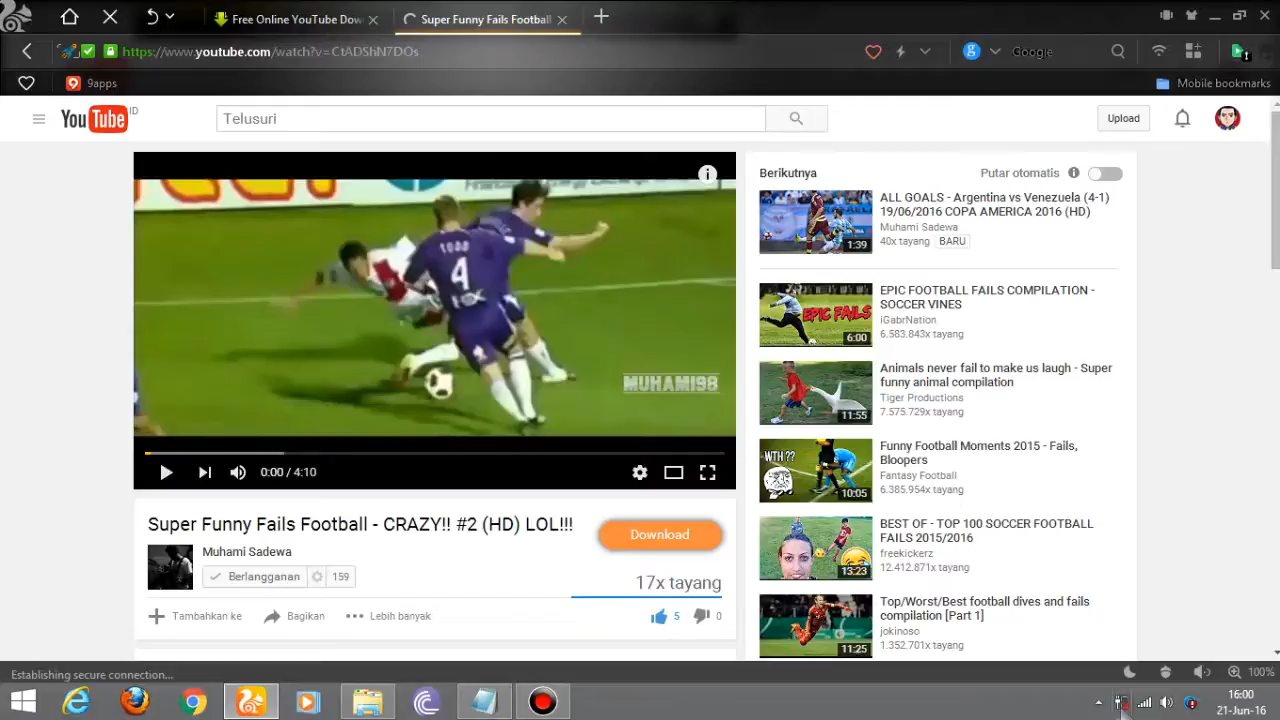 Free Online YouTube Dow
Super Funny Fails Football
https://www.youtube.com/watch?v=CtADShN7DOs
Google
9apps
Mobile bookmarks
YouTube ID
Telusuri
Upload
TODD
4
MUHAMI98
0:00 / 4:10
Super Funny Fails Football - CRAZY!! #2 (HD) LOL!!!
Download
Muhami Sadewa
Berlangganan 159
17x tayang
Tambahkan ke
Bagikan
Lebih banyak
5
0
Berikutnya
Putar otomatis
ALL GOALS - Argentina vs Venezuela (4-1)
19/06/2016 COPA AMERICA 2016 (HD)
Muhami Sadewa
40x tayang BARU
1:39
EPIC FOOTBALL FAILS COMPILATION -
SOCCER VINES
iGabrNation
6.583.843x tayang
EPIC FAILS
6:00
Animals never fail to make us laugh - Super
funny animal compilation
Tiger Productions
7.575.729x tayang
11:55
Funny Football Moments 2015 - Fails,
Bloopers
Fantasy Football
6.385.954x tayang
WTH ??
10:05
BEST OF - TOP 100 SOCCER FOOTBALL
FAILS 2015/2016
freekickerz
12.412.871x tayang
13:23
Top/Worst/Best football dives and fails
compilation [Part 1]
jokinoso
1.352.701x tayang
11:25
Establishing secure connection...
100%
16:00
21-Jun-16